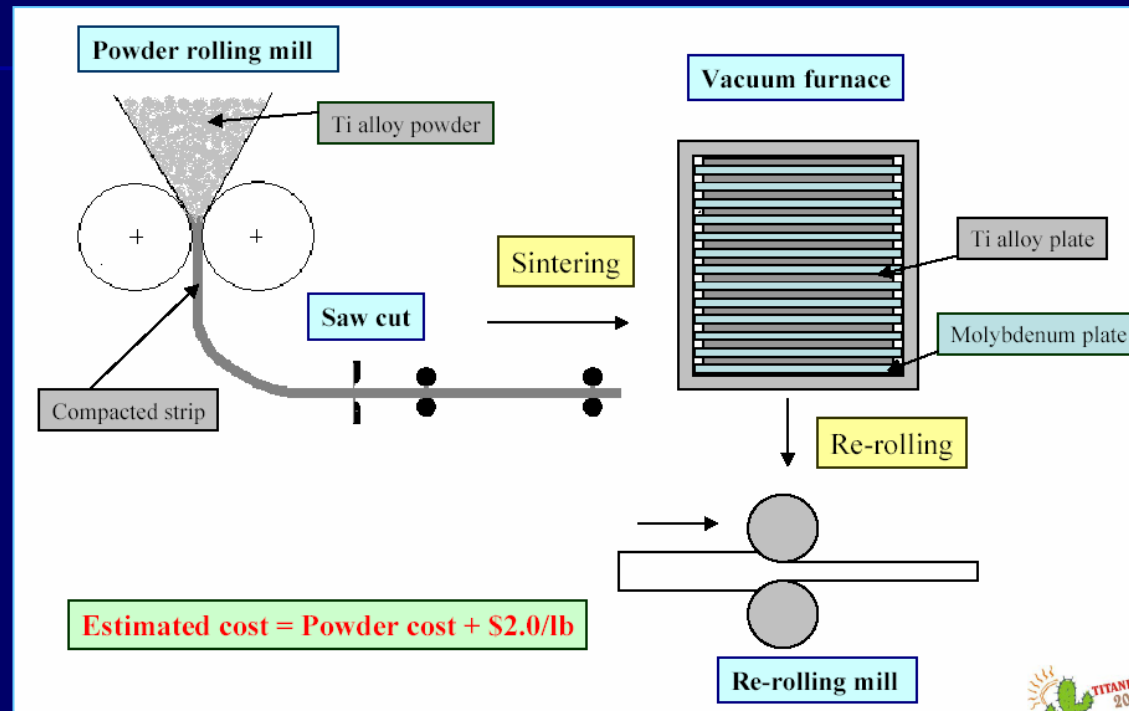 Powder rolling mill
Vacuum furnace
Ti alloy powder
Ti alloy plate
Sintering
Saw cut
Molybdenum plate
Compacted strip
Re-rolling
Estimated cost = Powder cost + $2.0/lb
Re-rolling mill